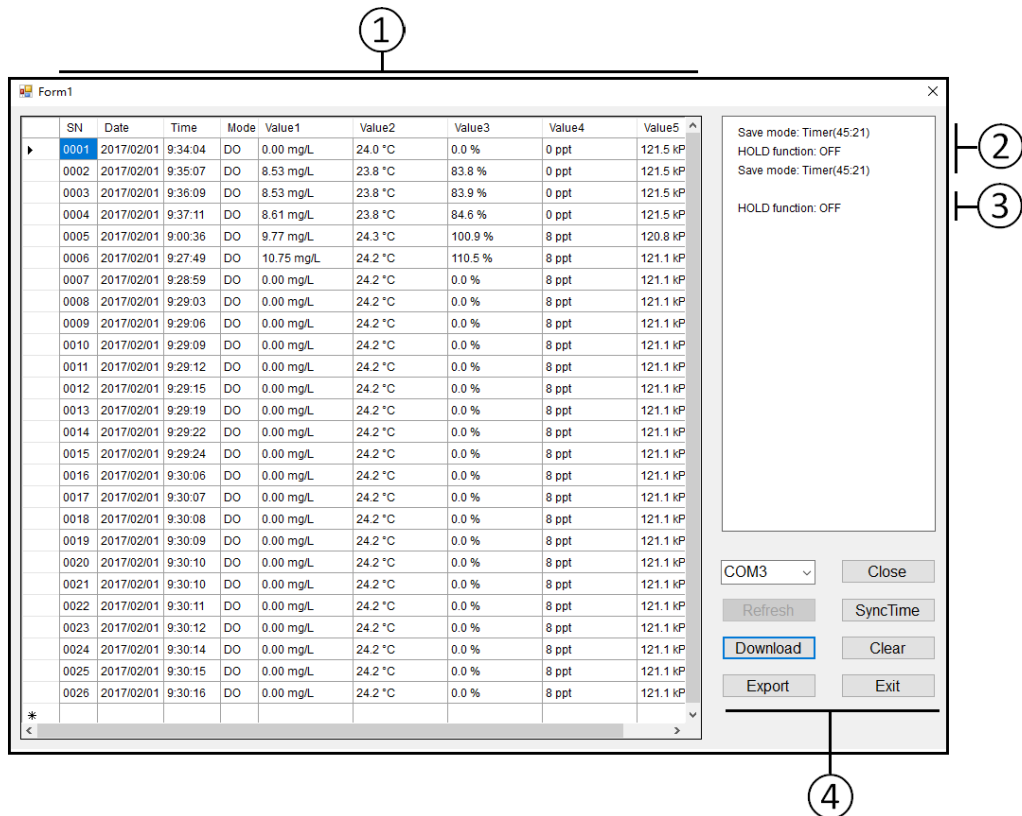 1
Form1
SN Date Time Mode Value1 Value2 Value3 Value4 Value5
0001 2017/02/01 9:34:04 DO 0.00 mg/L 24.0 °C 0.0 % 0 ppt 121.5 kP
0002 2017/02/01 9:35:07 DO 8.53 mg/L 23.8 °C 83.8 % 0 ppt 121.5 kP
0003 2017/02/01 9:36:09 DO 8.53 mg/L 23.8 °C 83.9 % 0 ppt 121.5 kP
0004 2017/02/01 9:37:11 DO 8.61 mg/L 23.8 °C 84.6 % 0 ppt 121.5 kP
0005 2017/02/01 9:00:36 DO 9.77 mg/L 24.3 °C 100.9 % 8 ppt 120.8 kP
0006 2017/02/01 9:27:49 DO 10.75 mg/L 24.2 °C 110.5 % 8 ppt 121.1 kP
0007 2017/02/01 9:28:59 DO 0.00 mg/L 24.2 °C 0.0 % 8 ppt 121.1 kP
0008 2017/02/01 9:29:03 DO 0.00 mg/L 24.2 °C 0.0 % 8 ppt 121.1 kP
0009 2017/02/01 9:29:06 DO 0.00 mg/L 24.2 °C 0.0 % 8 ppt 121.1 kP
0010 2017/02/01 9:29:09 DO 0.00 mg/L 24.2 °C 0.0 % 8 ppt 121.1 kP
0011 2017/02/01 9:29:12 DO 0.00 mg/L 24.2 °C 0.0 % 8 ppt 121.1 kP
0012 2017/02/01 9:29:15 DO 0.00 mg/L 24.2 °C 0.0 % 8 ppt 121.1 kP
0013 2017/02/01 9:29:19 DO 0.00 mg/L 24.2 °C 0.0 % 8 ppt 121.1 kP
0014 2017/02/01 9:29:22 DO 0.00 mg/L 24.2 °C 0.0 % 8 ppt 121.1 kP
0015 2017/02/01 9:29:24 DO 0.00 mg/L 24.2 °C 0.0 % 8 ppt 121.1 kP
0016 2017/02/01 9:30:06 DO 0.00 mg/L 24.2 °C 0.0 % 8 ppt 121.1 kP
0017 2017/02/01 9:30:07 DO 0.00 mg/L 24.2 °C 0.0 % 8 ppt 121.1 kP
0018 2017/02/01 9:30:08 DO 0.00 mg/L 24.2 °C 0.0 % 8 ppt 121.1 kP
0019 2017/02/01 9:30:09 DO 0.00 mg/L 24.2 °C 0.0 % 8 ppt 121.1 kP
0020 2017/02/01 9:30:10 DO 0.00 mg/L 24.2 °C 0.0 % 8 ppt 121.1 kP
0021 2017/02/01 9:30:10 DO 0.00 mg/L 24.2 °C 0.0 % 8 ppt 121.1 kP
0022 2017/02/01 9:30:11 DO 0.00 mg/L 24.2 °C 0.0 % 8 ppt 121.1 kP
0023 2017/02/01 9:30:12 DO 0.00 mg/L 24.2 °C 0.0 % 8 ppt 121.1 kP
0024 2017/02/01 9:30:14 DO 0.00 mg/L 24.2 °C 0.0 % 8 ppt 121.1 kP
0025 2017/02/01 9:30:15 DO 0.00 mg/L 24.2 °C 0.0 % 8 ppt 121.1 kP
0026 2017/02/01 9:30:16 DO 0.00 mg/L 24.2 °C 0.0 % 8 ppt 121.1 kP
Save mode: Timer(45:21)
HOLD function: OFF
Save mode: Timer(45:21)
HOLD function: OFF
2
3
COM3 Close
Refresh SyncTime
Download Clear
Export Exit
4